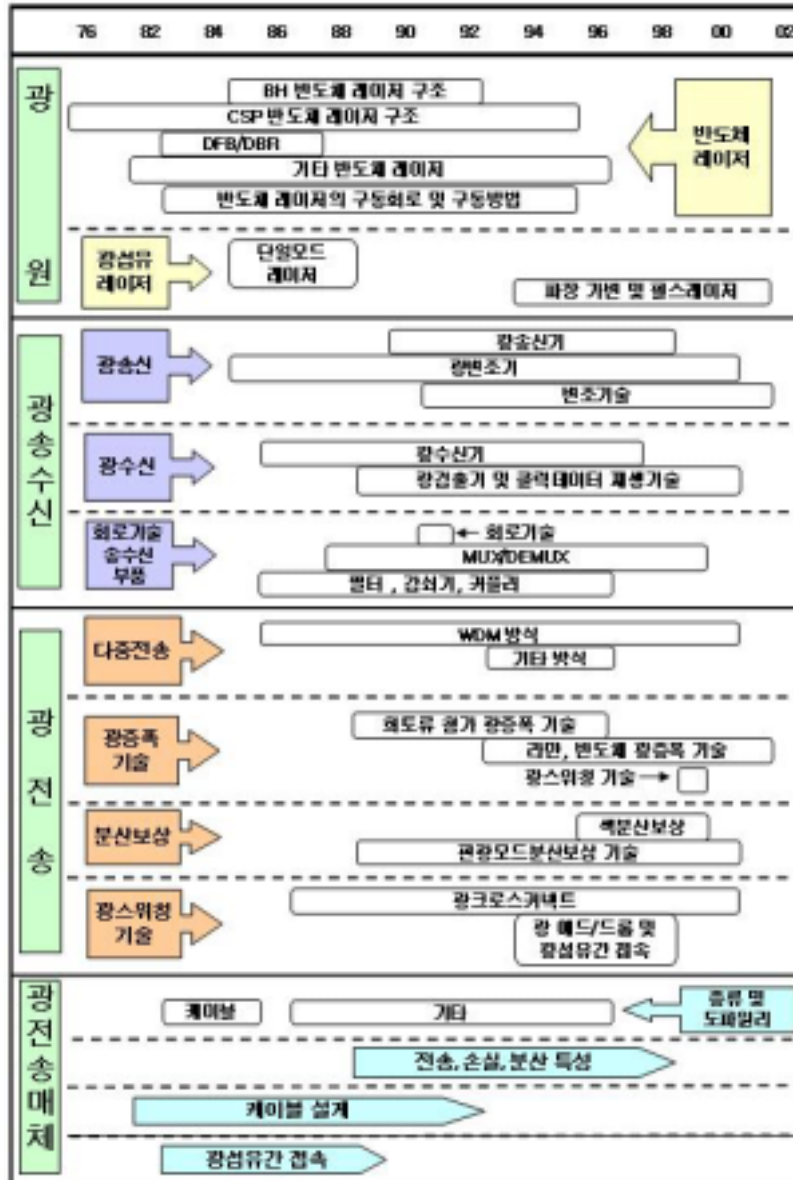 76 82 84 86 88 90 92 94 96 98 00 02
광원
BH 반도체 레이저 구조
CSP 반도체 레이저 구조
DFB/DBR
기타 반도체 레이저
반도체 레이저의 구동회로 및 구동방법
반도체
레이저
광섬유
레이저
단일모드
레이저
파장 가변 및 펄스레이저
광송수신
광송신
광송신기
광변조기
변조기술
광수신
광수신기
광검출기 및 클럭데이터 재생기술
회로기술
송수신
부품
회로기술
MUX/DEMUX
필터, 감쇠기, 커플러
광전송
다중전송
WDM 방식
기타 방식
광증폭
기술
희토류 첨가 광증폭 기술
라만, 반도체 광증폭 기술
광스위칭 기술
분산보상
색분산보상
편광모드분산보상 기술
광스위칭
기술
광크로스커넥트
광 애드/드롭 및
광섬유간 접속
광전송매체
케이블
기타
종류 및
도파원리
전송, 손실, 분산 특성
케이블 설계
광섬유간 접속